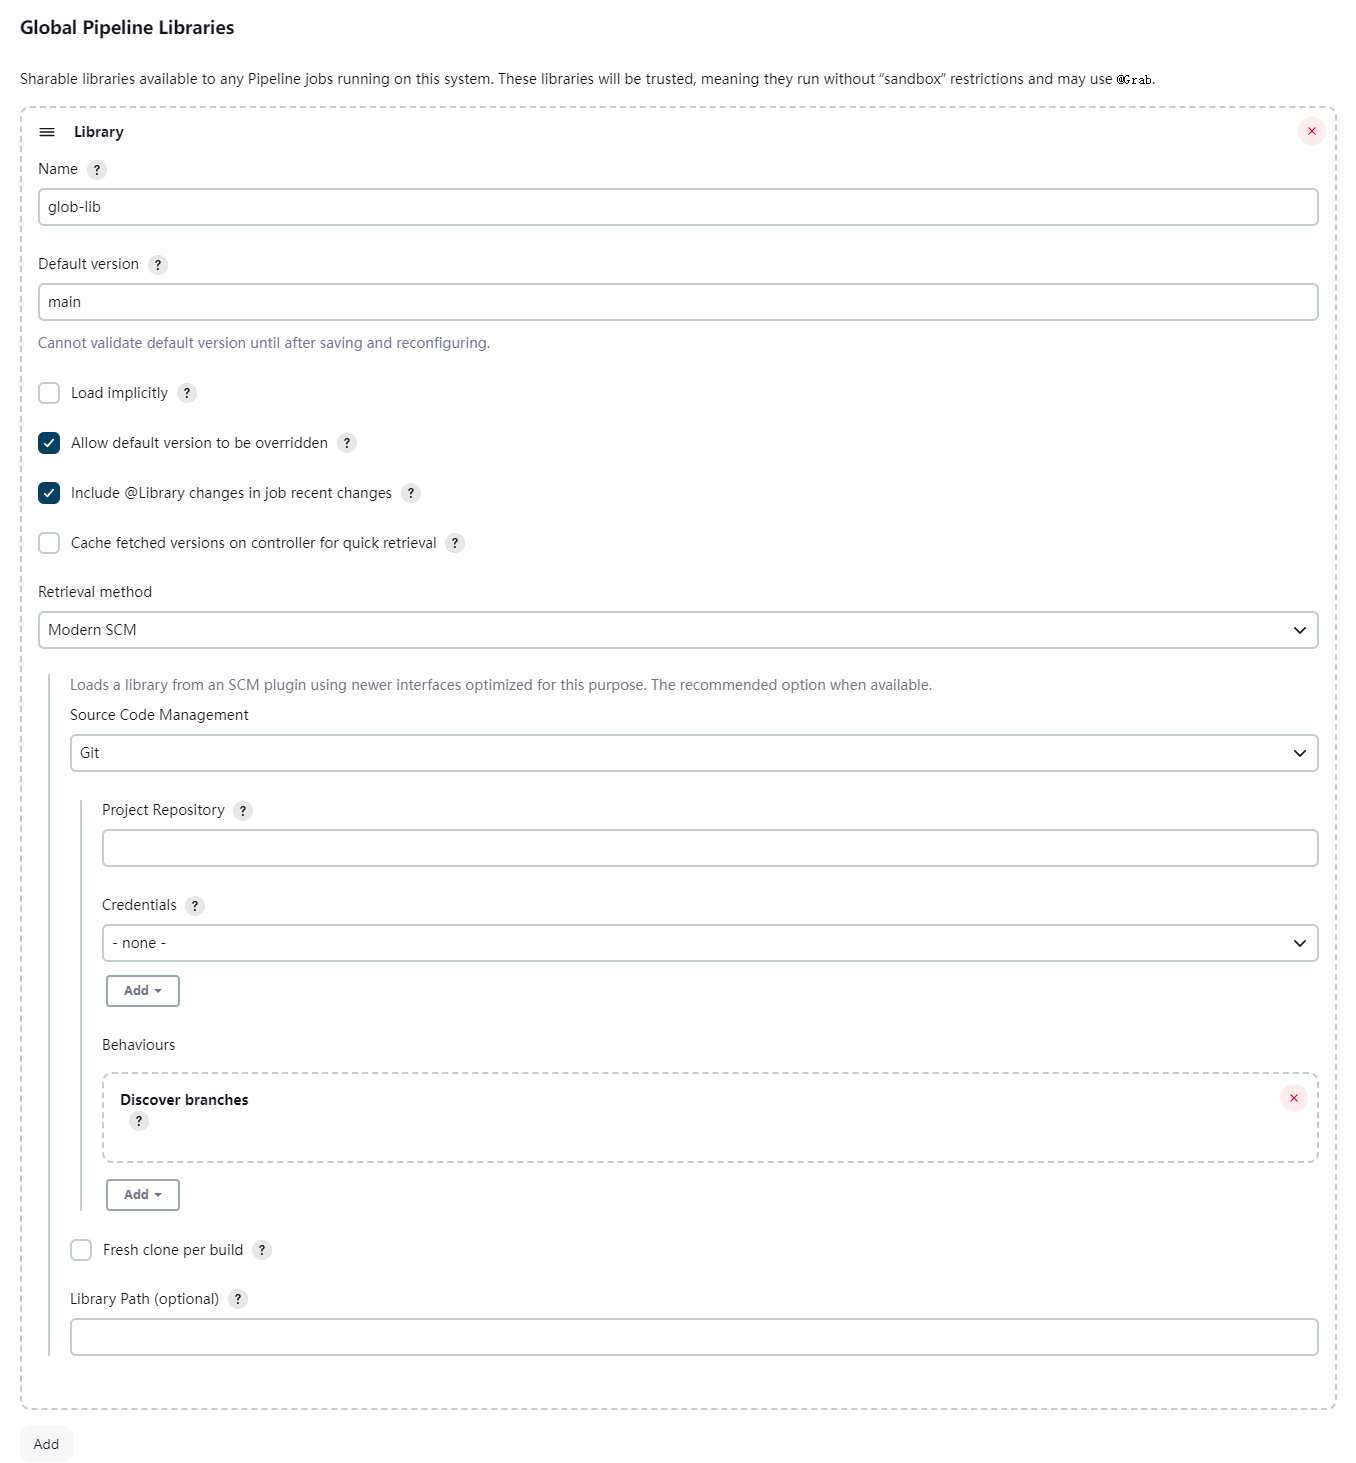 Global Pipeline Libraries
Sharable libraries available to any Pipeline jobs running on this system. These libraries will be trusted, meaning they run without “sandbox” restrictions and may use @Grab.
Library
Name ?
glob-lib
Default version ?
main
Cannot validate default version until after saving and reconfiguring.
Load implicitly ?
Allow default version to be overridden ?
Include @Library changes in job recent changes ?
Cache fetched versions on controller for quick retrieval ?
Retrieval method
Modern SCM
Loads a library from an SCM plugin using newer interfaces optimized for this purpose. The recommended option when available.
Source Code Management
Git
Project Repository ?
Credentials ?
- none -
Add
Behaviours
Discover branches
?
Add
Fresh clone per build ?
Library Path (optional) ?
Add